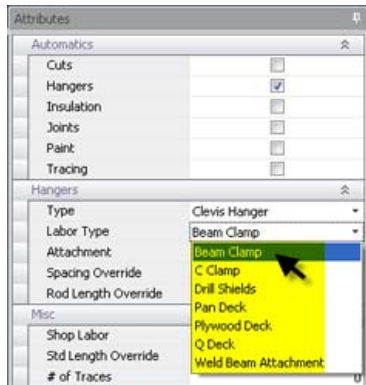 Attributes
Automatics
Cuts
Hangers
Insulation
Joints
Paint
Tracing
Hangers
Type Clevis Hanger
Labor Type Beam Clamp
Attachment Beam Clamp
C Clamp
Spacing Override Drill Shields
Rod Length Override Pan Deck
Misc Plywood Deck
Shop Labor Q Deck
Std Length Override Weld Beam Attachment
# of Traces 0